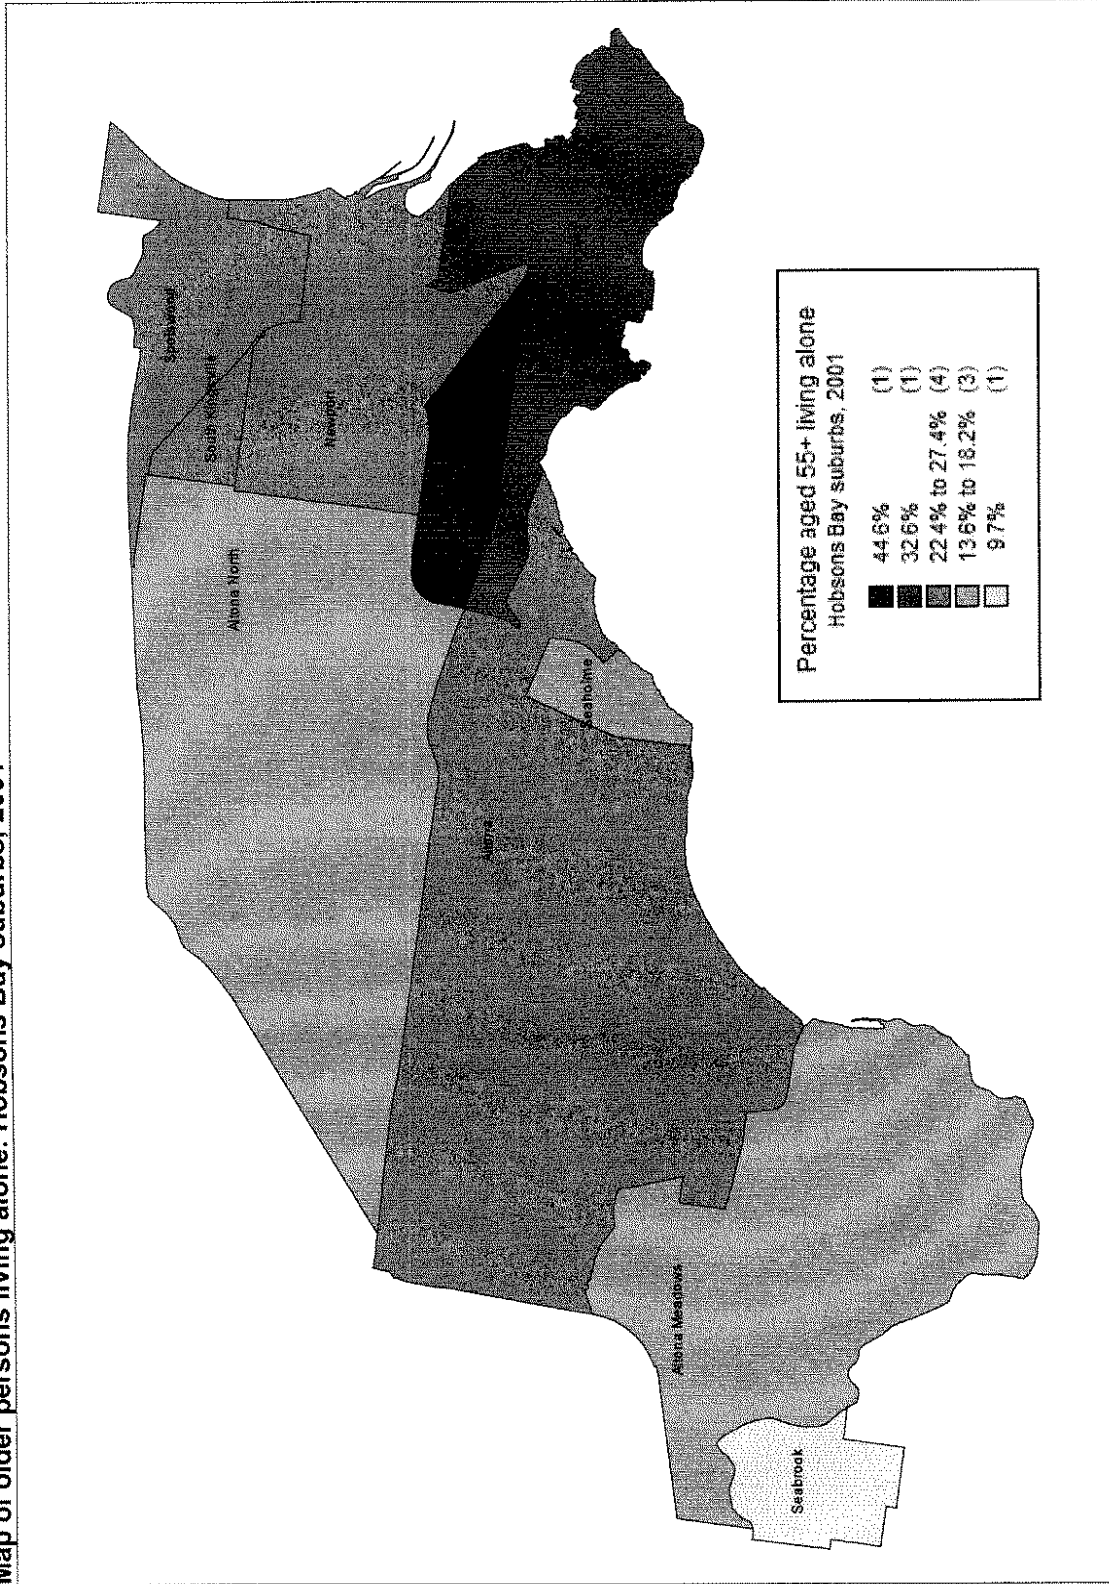 Map of older persons living alone: Hobsons Bay suburbs, 2001
Spotswood
South Kingsville
Newport
Altona North
Seaholme
Altona
Altona Meadows
Seabrook
Percentage aged 55+ living alone
Hobsons Bay suburbs, 2001
44.6% (1)
32.6% (1)
22.4% to 27.4% (4)
13.6% to 18.2% (3)
9.7% (1)